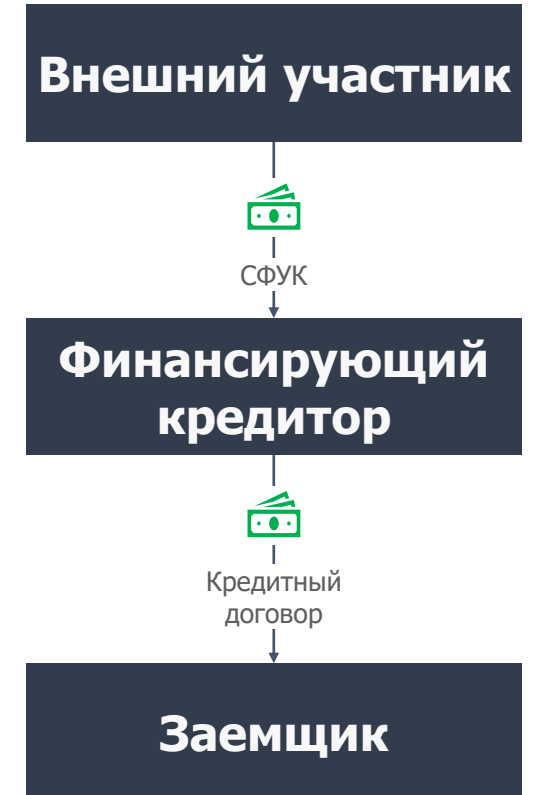 Внешний участник
СФУК
Финансирующий
кредитор
Кредитный
договор
Заемщик